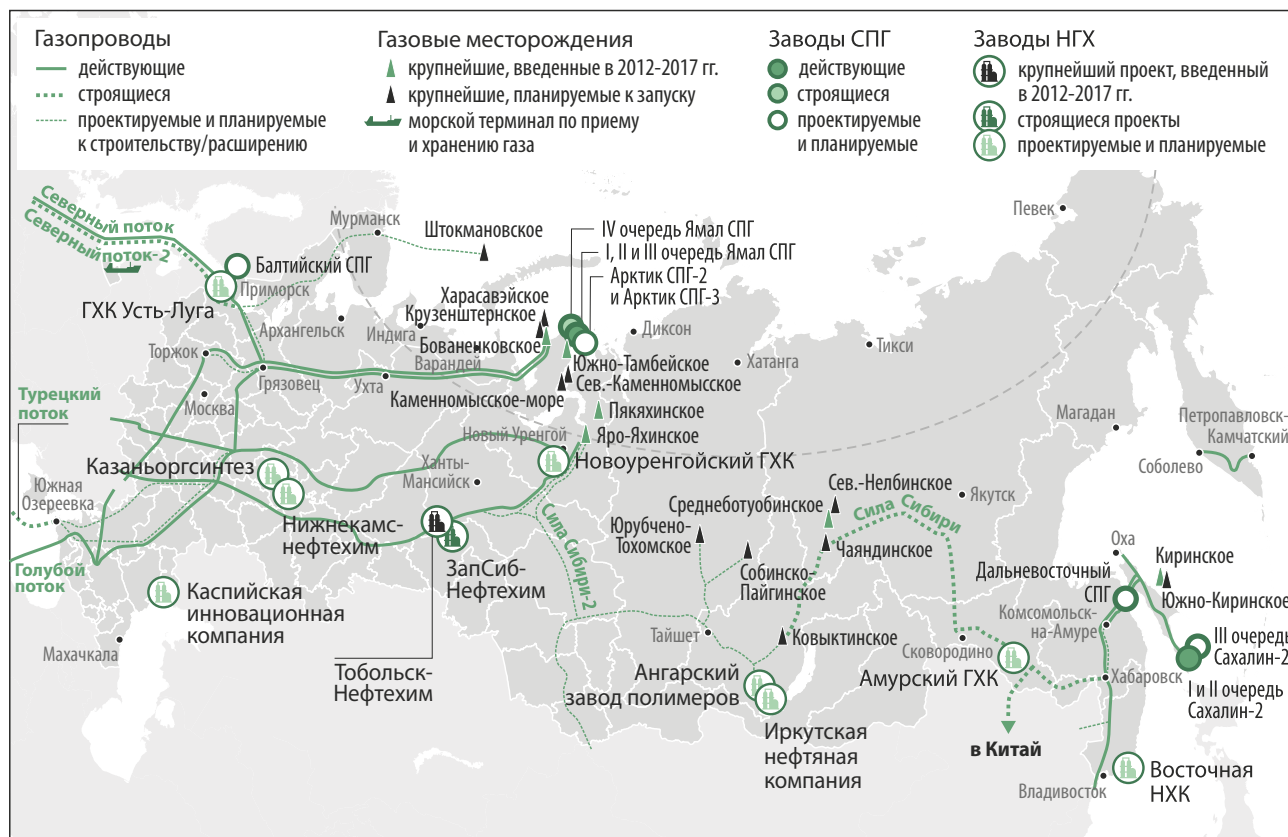 Газопроводы
действующие
строящиеся
проектируемые и планируемые
к строительству/расширению
Газовые месторождения
крупнейшие, введенные в 2012-2017 гг.
крупнейшие, планируемые к запуску
морской терминал по приему
и хранению газа
Заводы СПГ
действующие
строящиеся
проектируемые
и планируемые
Заводы НГХ
крупнейший проект, введенный
в 2012-2017 гг.
строящиеся проекты
проектируемые и планируемые
Северный поток
Северный поток-2
Мурманск
Штокмановское
IV очередь Ямал СПГ
I, II и III очередь Ямал СПГ
Арктик СПГ-2
и Арктик СПГ-3
Певек
Балтийский СПГ
Приморск
ГХК Усть-Луга
Архангельск
Индига
Харасавэйское
Крузенштернское
Бованенковское
Варандей
Диксон
Хатанга
Тикси
Торжок
Грязовец
Ухта
Южно-Тамбейское
Сев.-Каменномысское
Каменномысское-море
Москва
Турецкий
поток
Пякяхинское
Яро-Яхинское
Новый Уренгой
Новоуренгойский ГХК
Магадан
Петропавловск-
Камчатский
Соболево
Казаньоргсинтез
Ханты-
Мансийск
Южная
Озереевка
Нижнекамс-
нефтехим
Сев.-Нелбинское
Среднеботуобинское
Якутск
Сила Сибири
Юрубчено-
Тохомское
Чаяндинское
Собинско-
Пайгинское
Сила Сибири-2
Голубой
поток
ЗапСиб-
Нефтехим
Каспийская
инновационная
компания
Оха
Киринское
Южно-Киринское
Дальневосточный
СПГ
Комсомольск-
на-Амуре
Махачкала
Тобольск-
Нефтехим
Тайшет
Ковыктинское
Сковородино
Амурский ГХК
Хабаровск
III очередь
Сахалин-2
I и II очередь
Сахалин-2
Ангарский
завод полимеров
Иркутская
нефтяная
компания
в Китай
Владивосток
Восточная
НХК